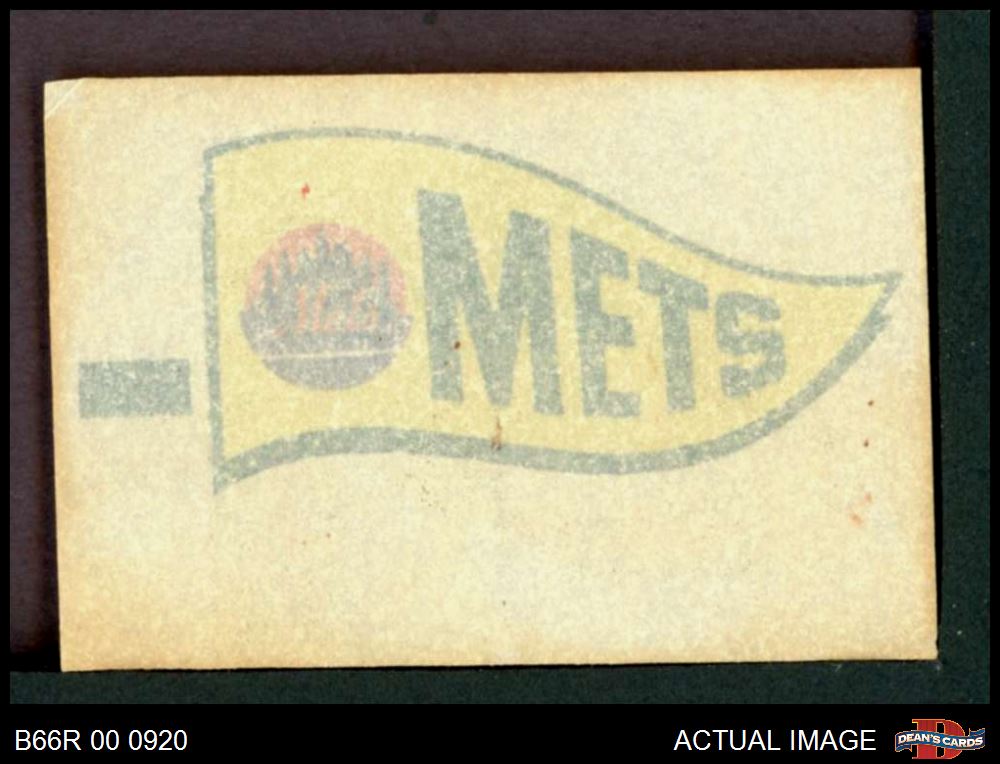 METS
Mets
B66R 00 0920
ACTUAL IMAGE
DEAN'S CARDS